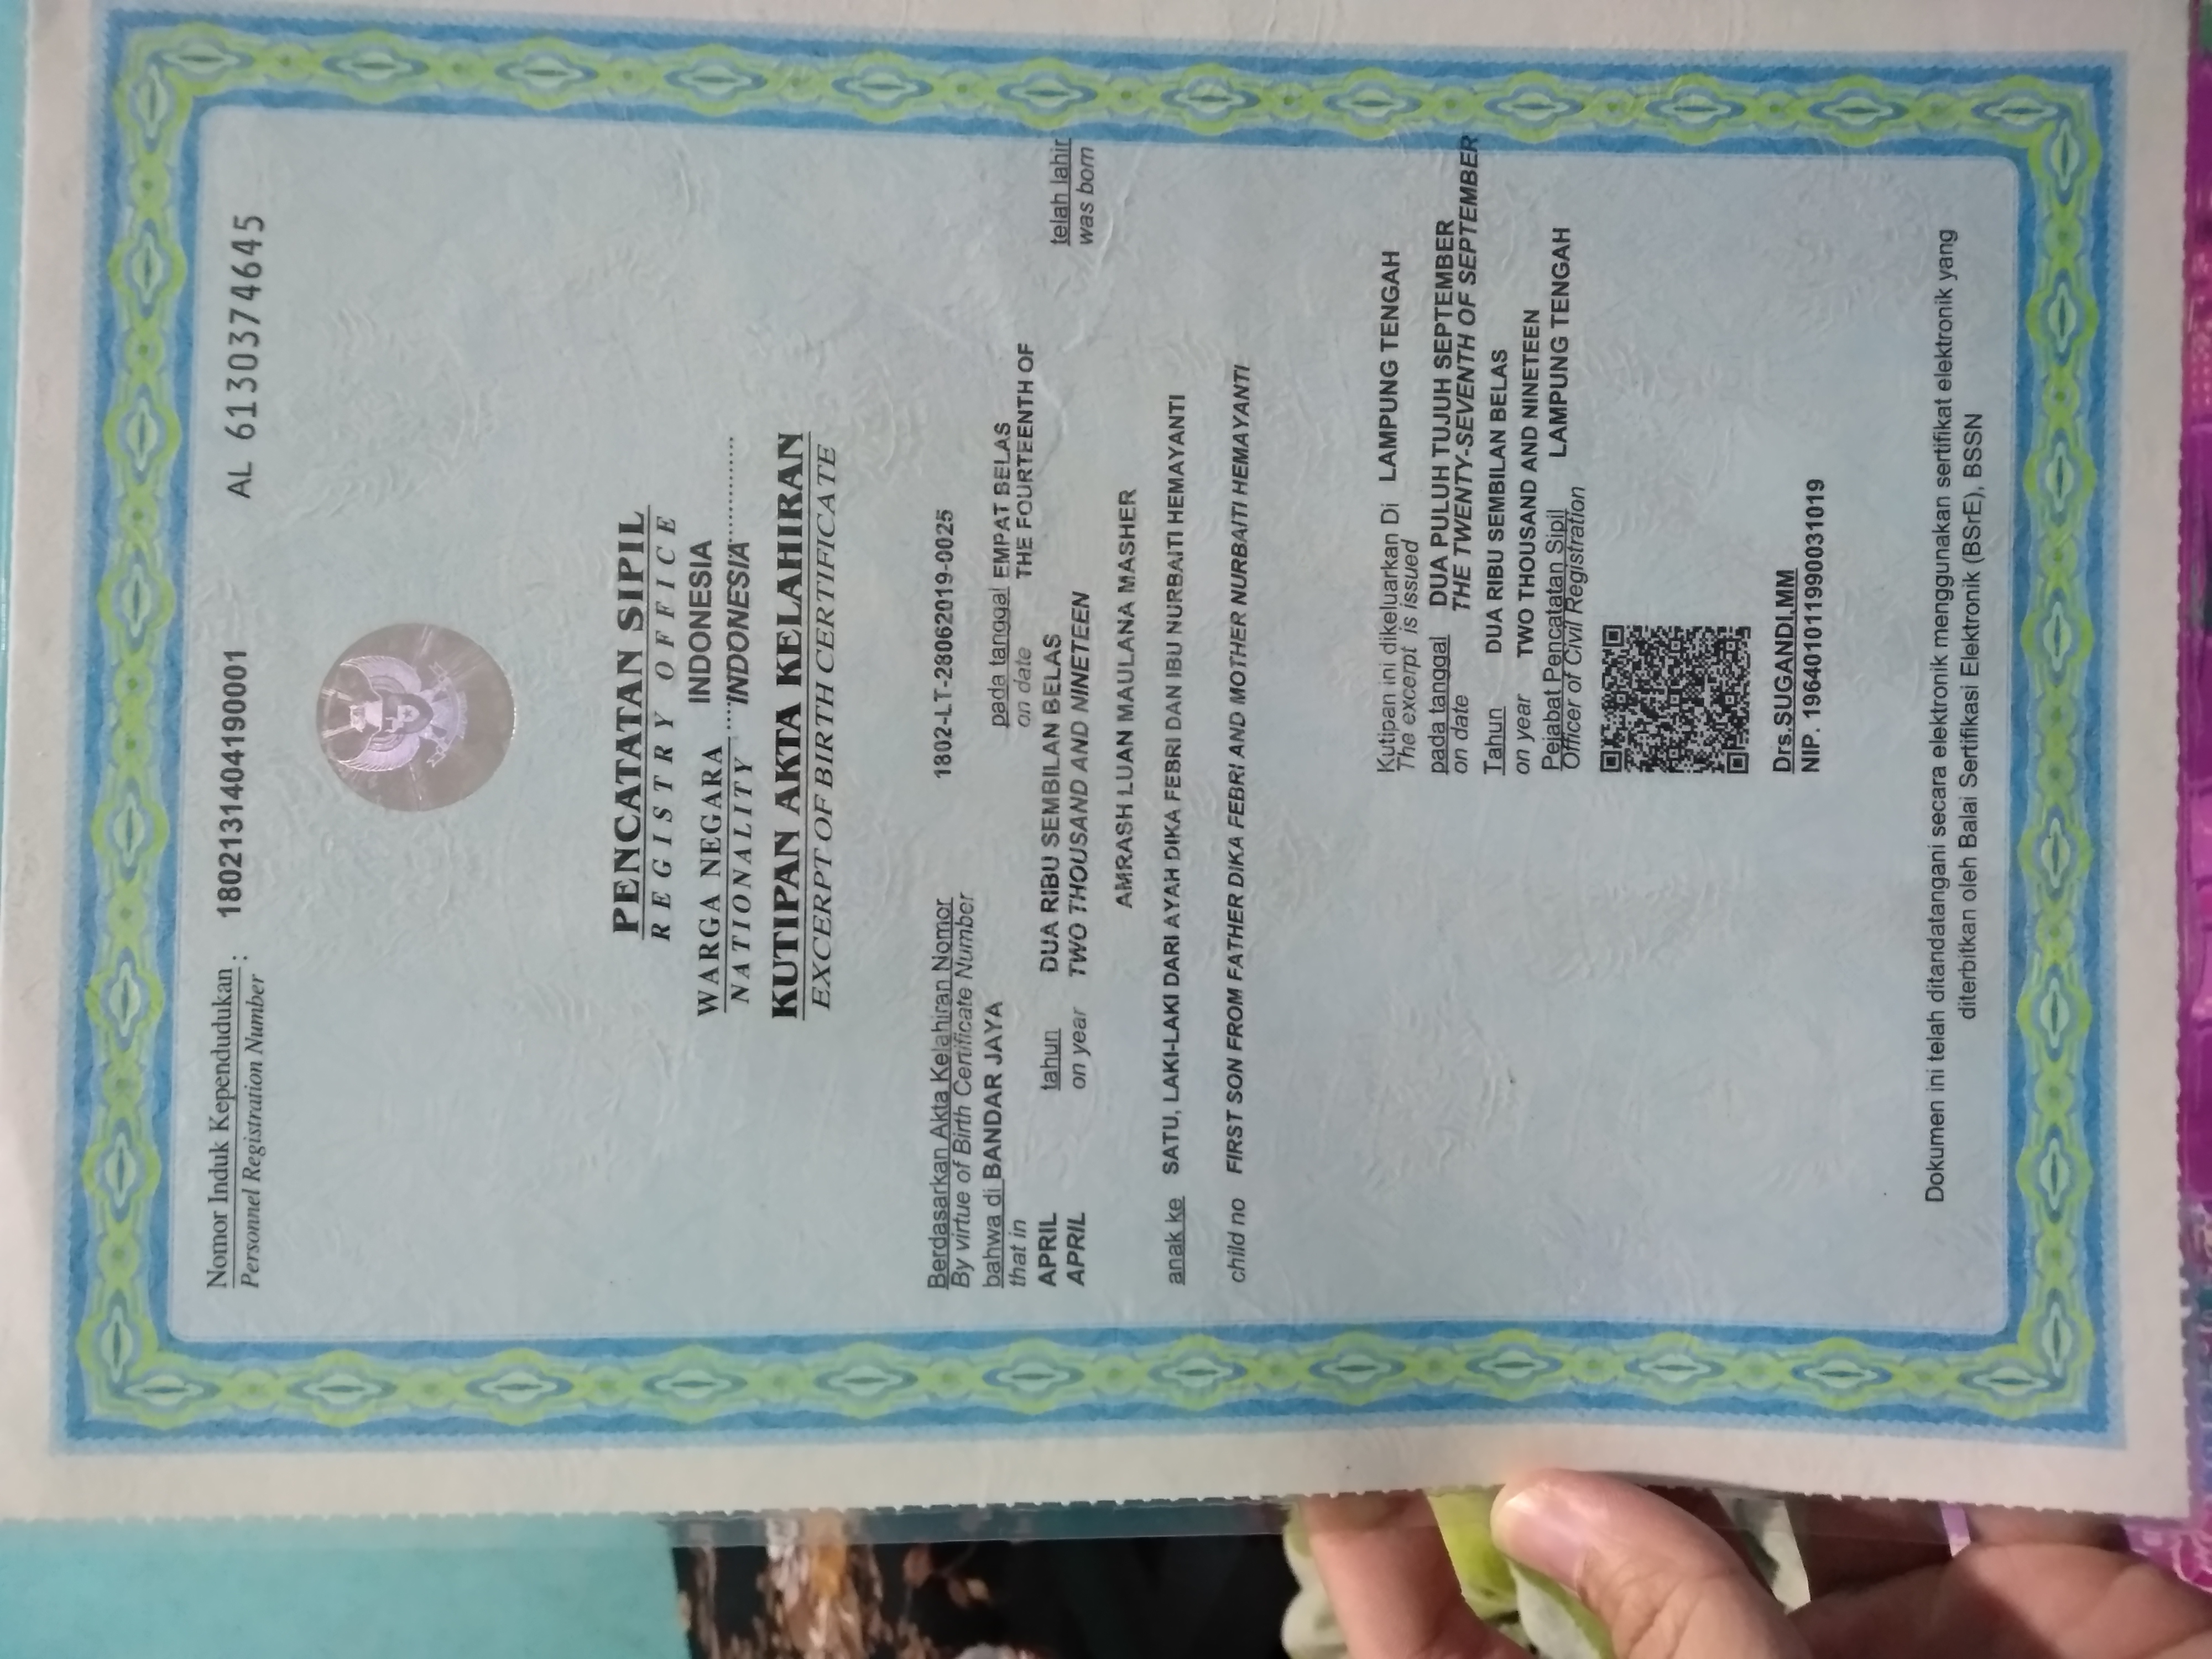 Nomor Induk Kependudukan : 1802131404190001 AL 6130374645
Personnel Registration Number
PENCATATAN SIPIL
REGISTRY OFFICE
WARGA NEGARA INDONESIA
NATIONALITY INDONESIA
KUTIPAN AKTA KELAHIRAN
EXCERPT OF BIRTH CERTIFICATE
Berdasarkan Akta Kelahiran Nomor 1802-LT-28062019-0025
By virtue of Birth Certificate Number
bahwa di BANDAR JAYA pada tanggal EMPAT BELAS
that in on date THE FOURTEENTH OF
APRIL tahun DUA RIBU SEMBILAN BELAS telah lahir
APRIL on year TWO THOUSAND AND NINETEEN was born
AMRASH LUAN MAULANA MASHER
anak ke SATU, LAKI-LAKI DARI AYAH DIKA FEBRI DAN IBU NURBAITI HEMAYANTI
child no FIRST SON FROM FATHER DIKA FEBRI AND MOTHER NURBAITI HEMAYANTI
Kutipan ini dikeluarkan Di LAMPUNG TENGAH
The excerpt is issued
pada tanggal DUA PULUH TUJUH SEPTEMBER
on date THE TWENTY-SEVENTH OF SEPTEMBER
Tahun DUA RIBU SEMBILAN BELAS
on year TWO THOUSAND AND NINETEEN
Pejabat Pencatatan Sipil LAMPUNG TENGAH
Officer of Civil Registration
Drs.SUGANDI,MM
NIP. 196401011990031019
Dokumen ini telah ditandatangani secara elektronik menggunakan sertifikat elektronik yang
diterbitkan oleh Balai Sertifikasi Elektronik (BSrE), BSSN